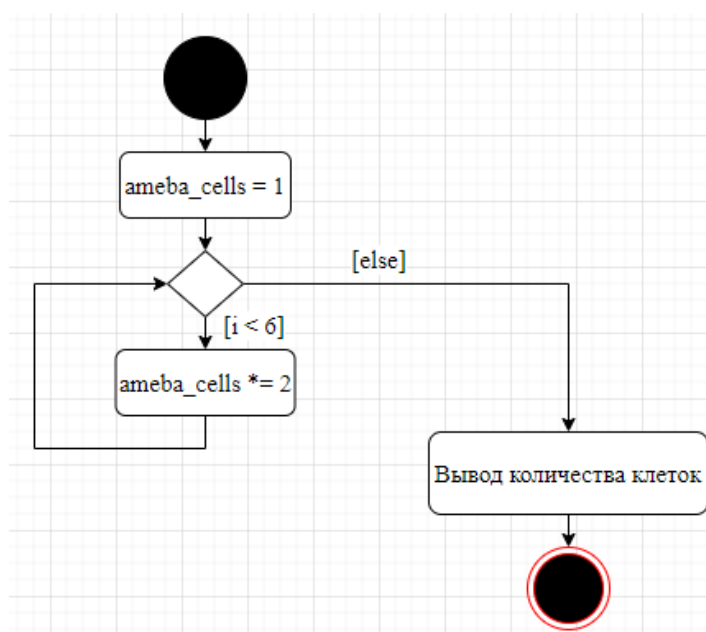 ameba_cells = 1
[else]
[i < 6]
ameba_cells *= 2
Вывод количества клеток